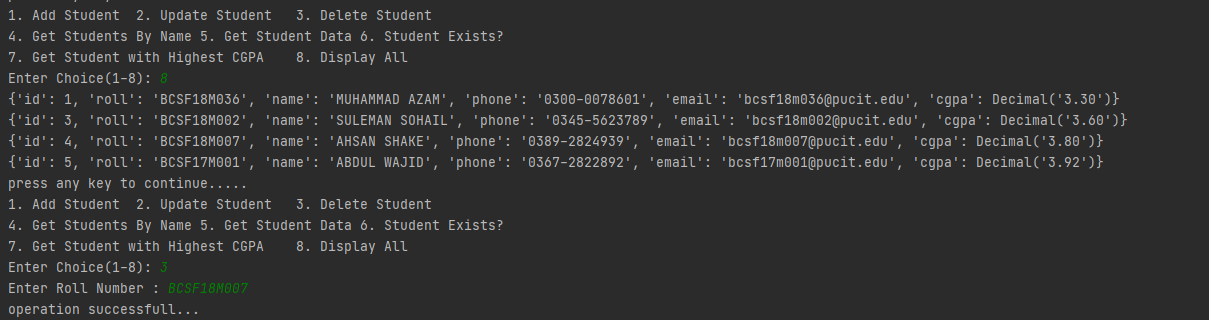 1. Add Student  2. Update Student   3. Delete Student
4. Get Students By Name 5. Get Student Data 6. Student Exists?
7. Get Student with Highest CGPA    8. Display All
Enter Choice(1-8): 8
{'id': 1, 'roll': 'BCSF18M036', 'name': 'MUHAMMAD AZAM', 'phone': '0300-0078601', 'email': 'bcsf18m036@pucit.edu', 'cgpa': Decimal('3.30')}
{'id': 3, 'roll': 'BCSF18M002', 'name': 'SULEMAN SOHAIL', 'phone': '0345-5623789', 'email': 'bcsf18m002@pucit.edu', 'cgpa': Decimal('3.60')}
{'id': 4, 'roll': 'BCSF18M007', 'name': 'AHSAN SHAKE', 'phone': '0389-2824939', 'email': 'bcsf18m007@pucit.edu', 'cgpa': Decimal('3.80')}
{'id': 5, 'roll': 'BCSF17M001', 'name': 'ABDUL WAJID', 'phone': '0367-2822892', 'email': 'bcsf17m001@pucit.edu', 'cgpa': Decimal('3.92')}
press any key to continue.....
1. Add Student  2. Update Student   3. Delete Student
4. Get Students By Name 5. Get Student Data 6. Student Exists?
7. Get Student with Highest CGPA    8. Display All
Enter Choice(1-8): 3
Enter Roll Number : BCSF18M007
operation successfull...